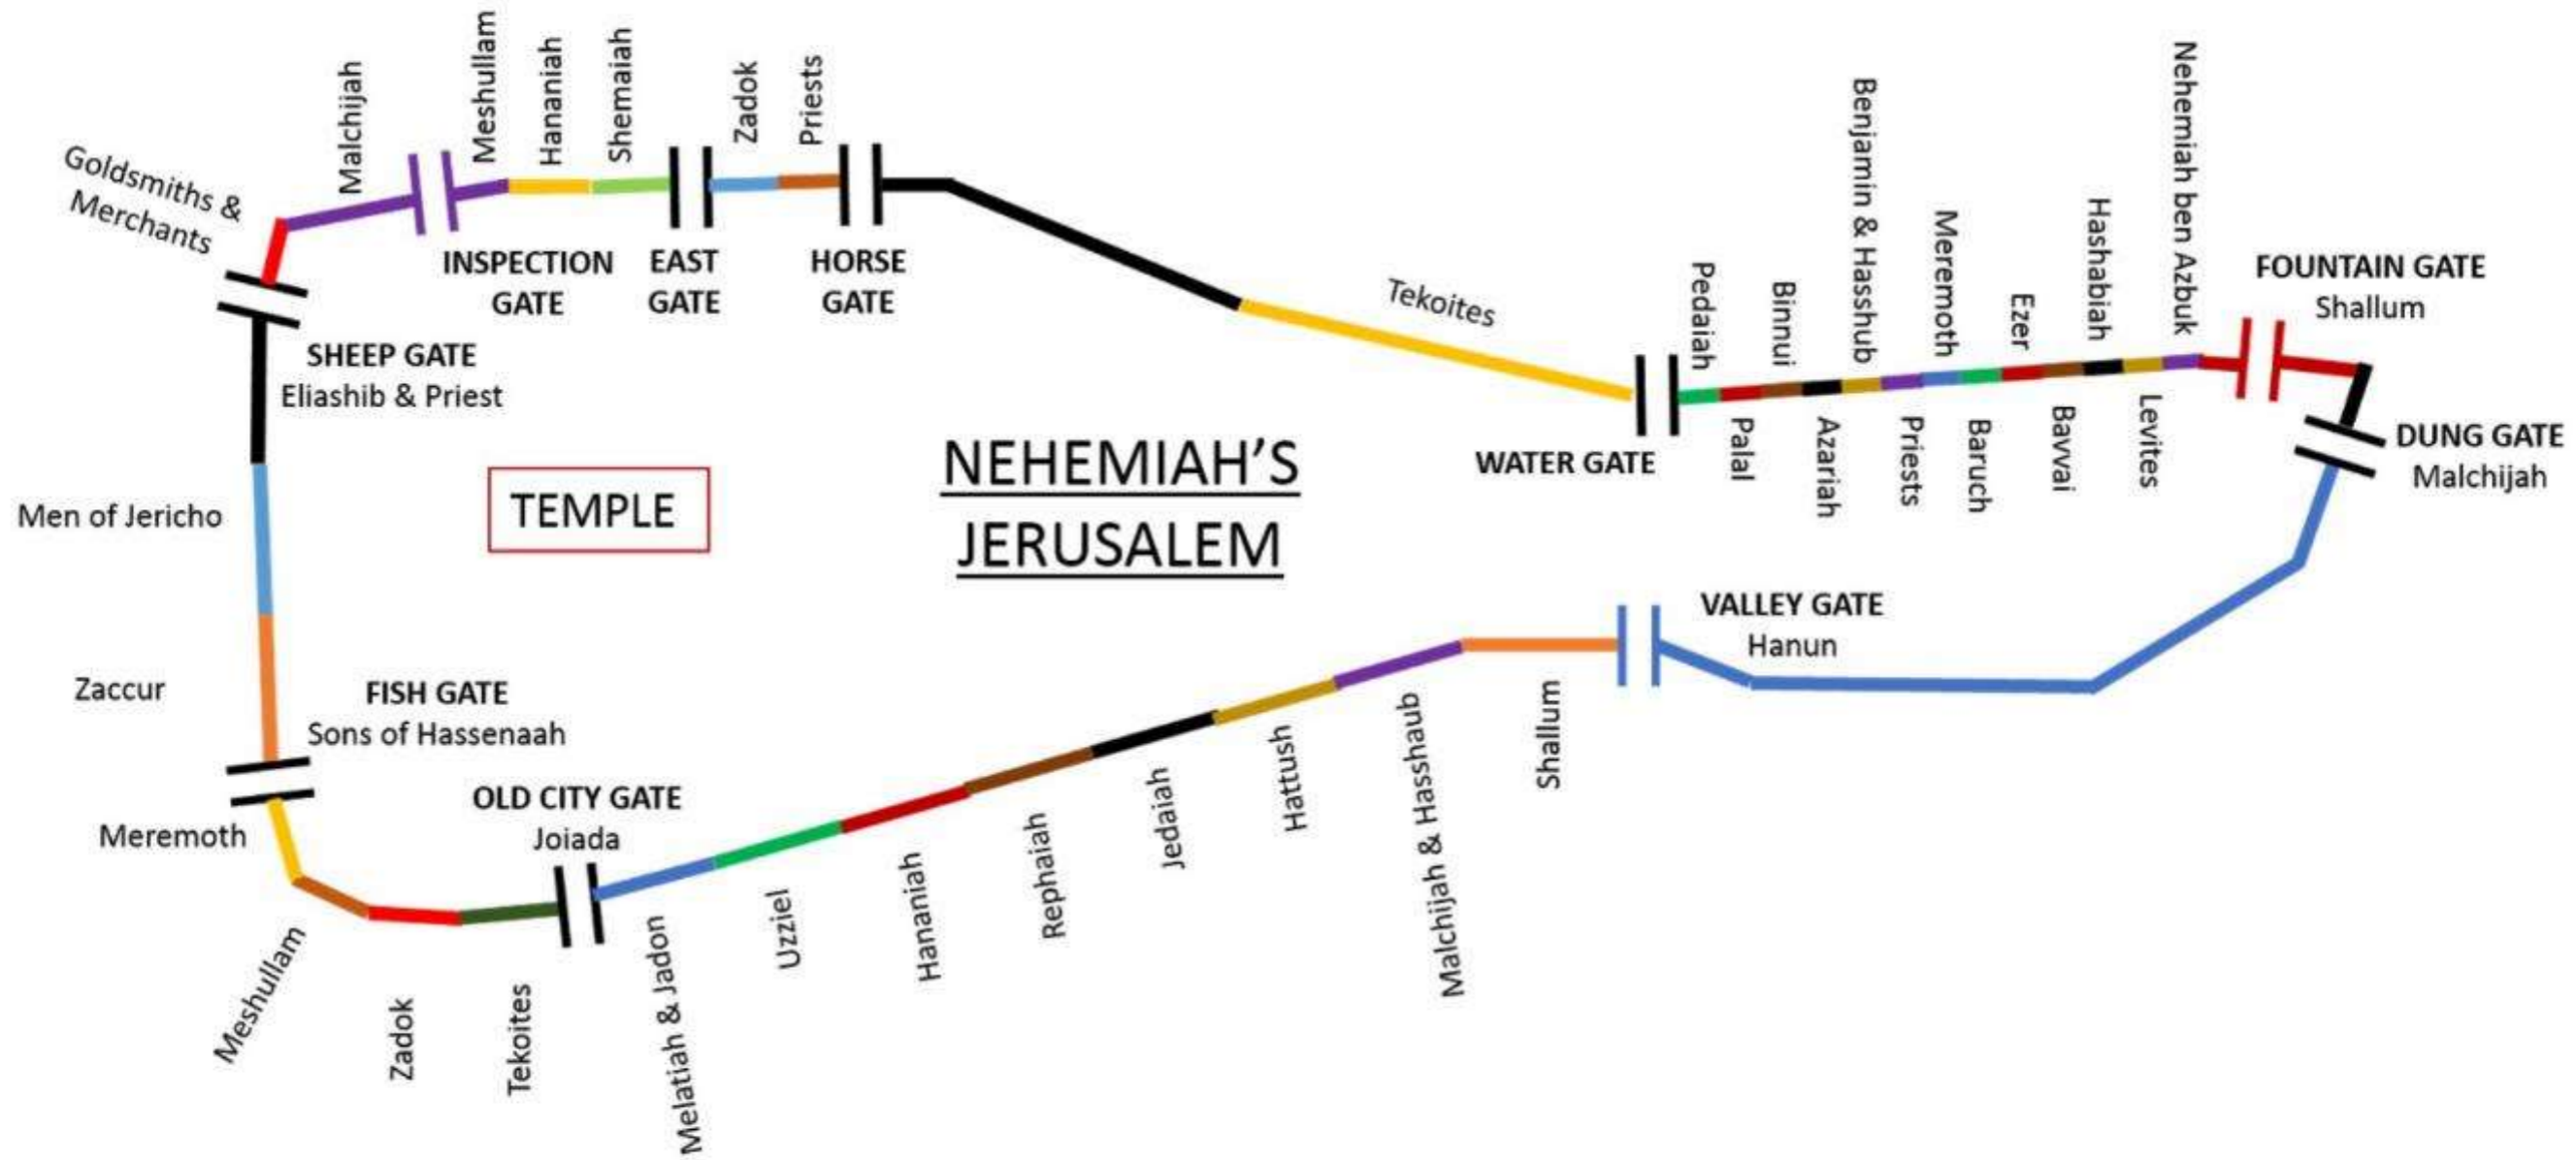 Goldsmiths &
Merchants
Malchijah
Meshullam
Hananiah
Shemaiah
Zadok
Priests
INSPECTION
GATE
EAST
GATE
HORSE
GATE
Tekoites
WATER GATE
Pedaiah
Palal
Binnui
Azariah
Benjamin & Hasshub
Priests
Meremoth
Baruch
Ezer
Bavvai
Hashabiah
Levites
Nehemiah ben Azbuk
FOUNTAIN GATE
Shallum
DUNG GATE
Malchijah
SHEEP GATE
Eliashib & Priest
Men of Jericho
TEMPLE
NEHEMIAH'S
JERUSALEM
VALLEY GATE
Hanun
Zaccur
FISH GATE
Sons of Hassenaah
Meremoth
OLD CITY GATE
Joiada
Meshullam
Zadok
Tekoites
Melatiah & Jadon
Uzziel
Hananiah
Rephaiah
Jedaiah
Hattush
Malchijah & Hasshaub
Shallum